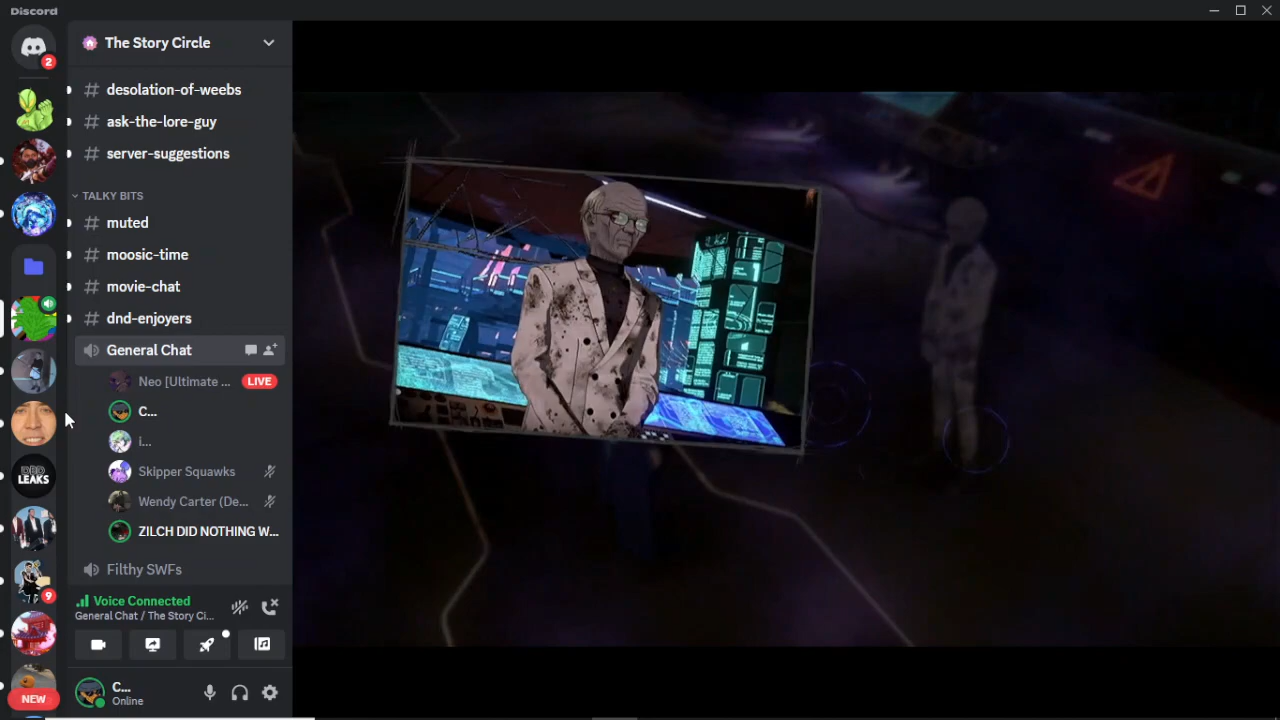 Discord
2
The Story Circle
desolation-of-weebs
ask-the-lore-guy
server-suggestions
TALKY BITS
muted
moosic-time
movie-chat
dnd-enjoyers
General Chat
Neo [Ultimate ...
LIVE
C...
i...
Skipper Squawks
Wendy Carter (De...
ZILCH DID NOTHING W...
Filthy SWFs
DBD
LEAKS
9
NEW
Voice Connected
General Chat / The Story Ci...
C...
Online